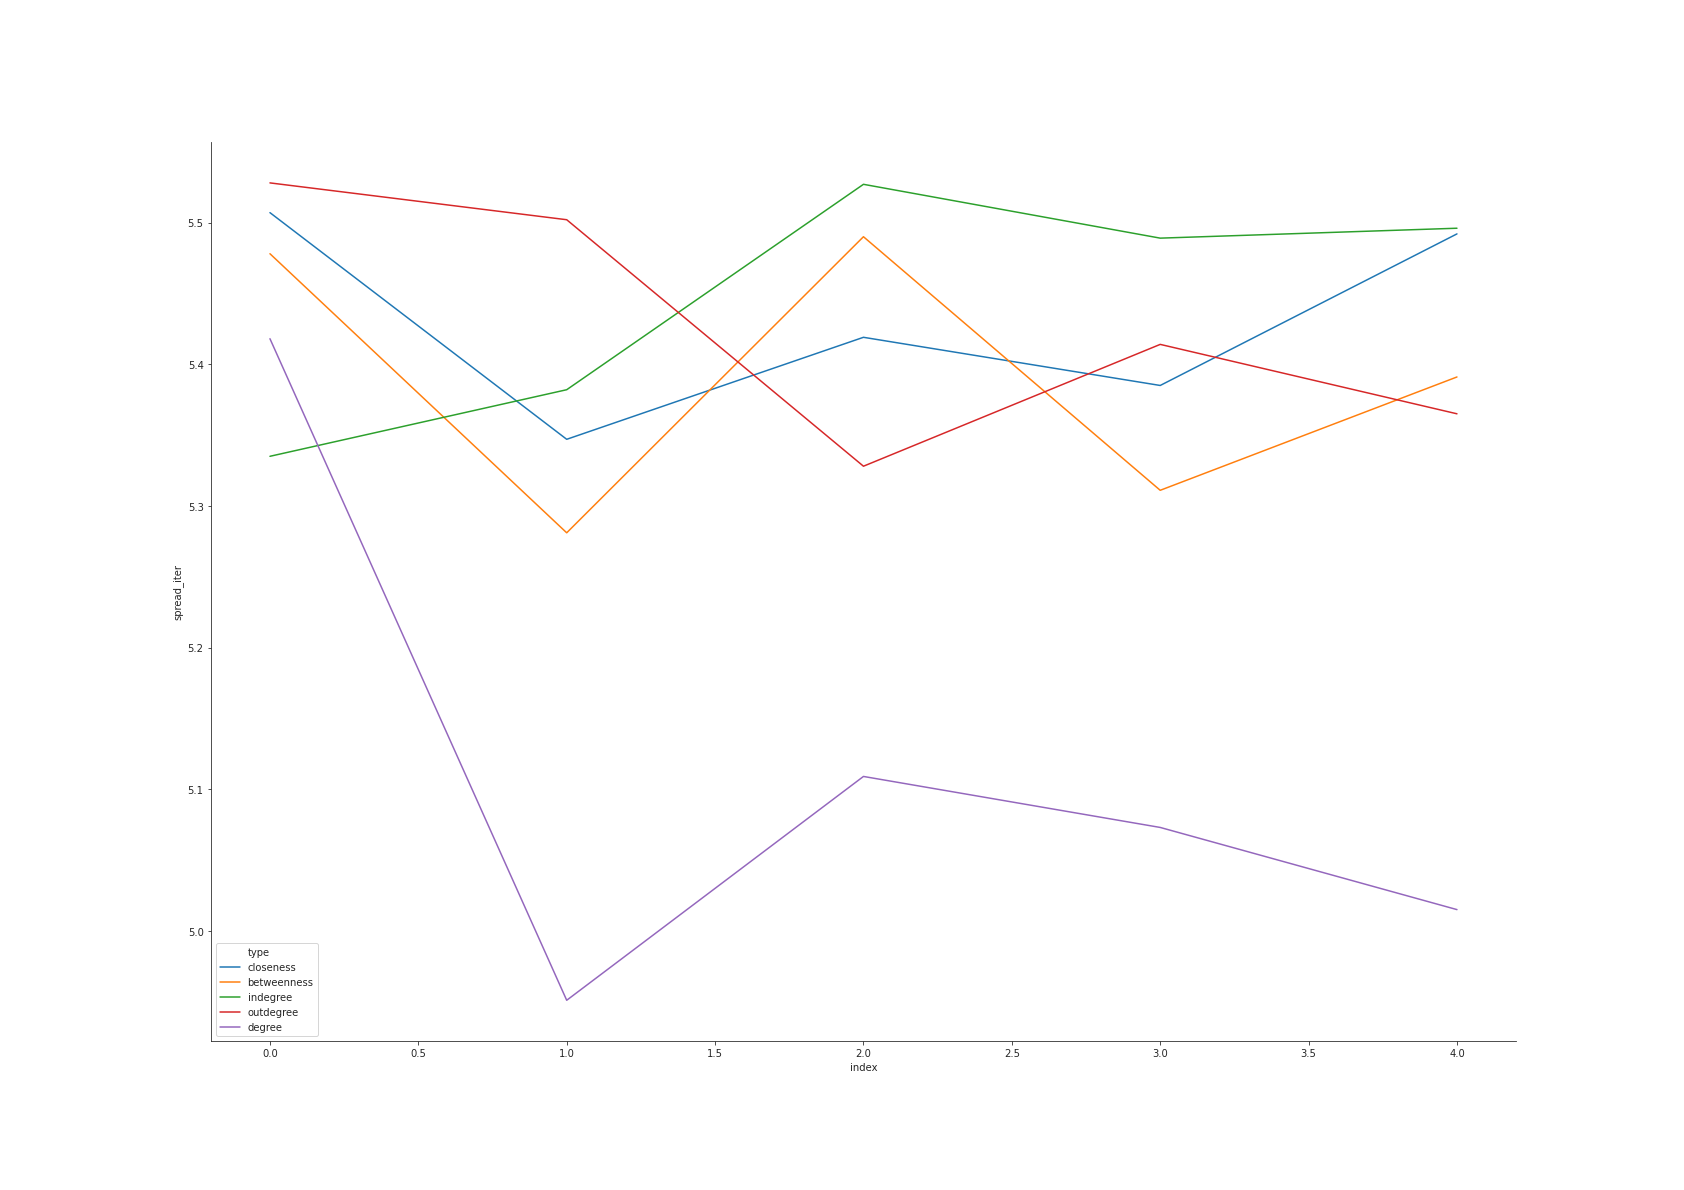 5.5
5.4
5.3
5.2
5.1
5.0
spread_iter
type
closeness
betweenness
indegree
outdegree
degree
0.0 0.5 1.0 1.5 2.0 2.5 3.0 3.5 4.0
index